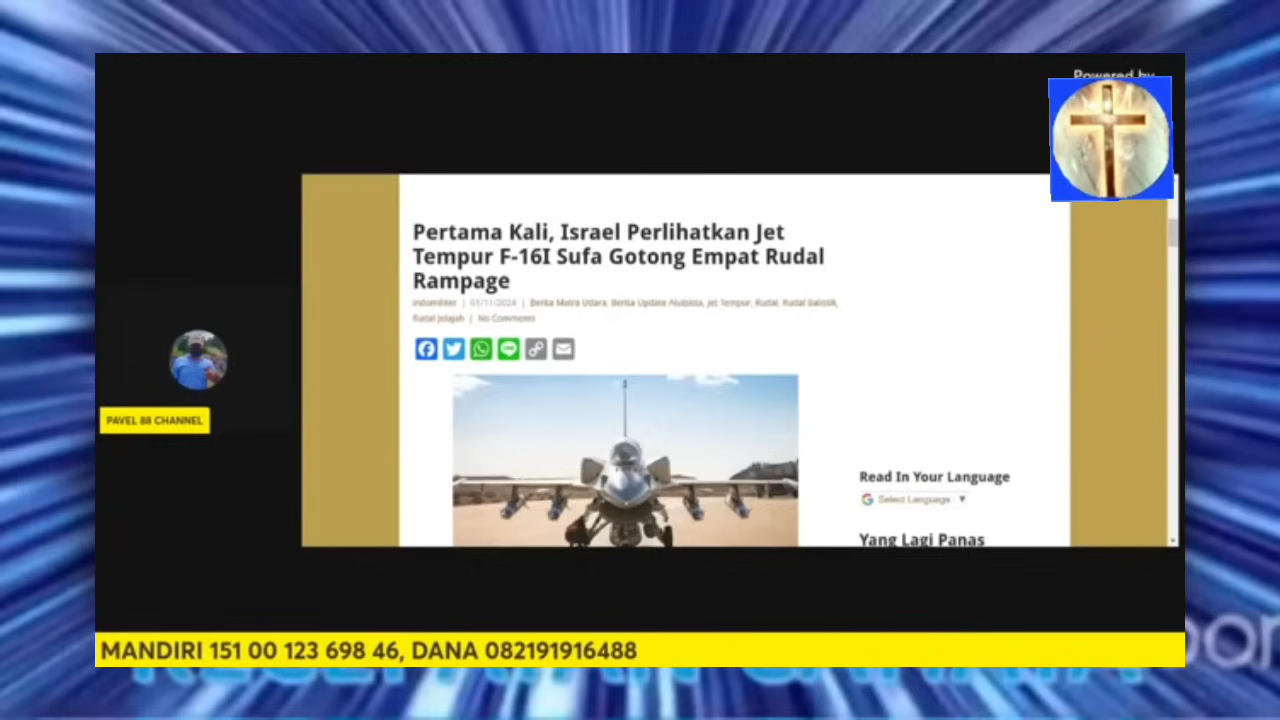 Powered by
Pertama Kali, Israel Perlihatkan Jet
Tempur F-16I Sufa Gotong Empat Rudal
Rampage
indomiliter | 01/11/2024 | Berita Matra Udara, Berita Update Alutsista, Jet Tempur, Rudal, Rudal Balistik,
Rudal Jelajah | No Comments
PAVEL 88 CHANNEL
Read In Your Language
Select Language ▼
Yang Lagi Panas
MANDIRI 151 00 123 698 46, DANA 082191916488